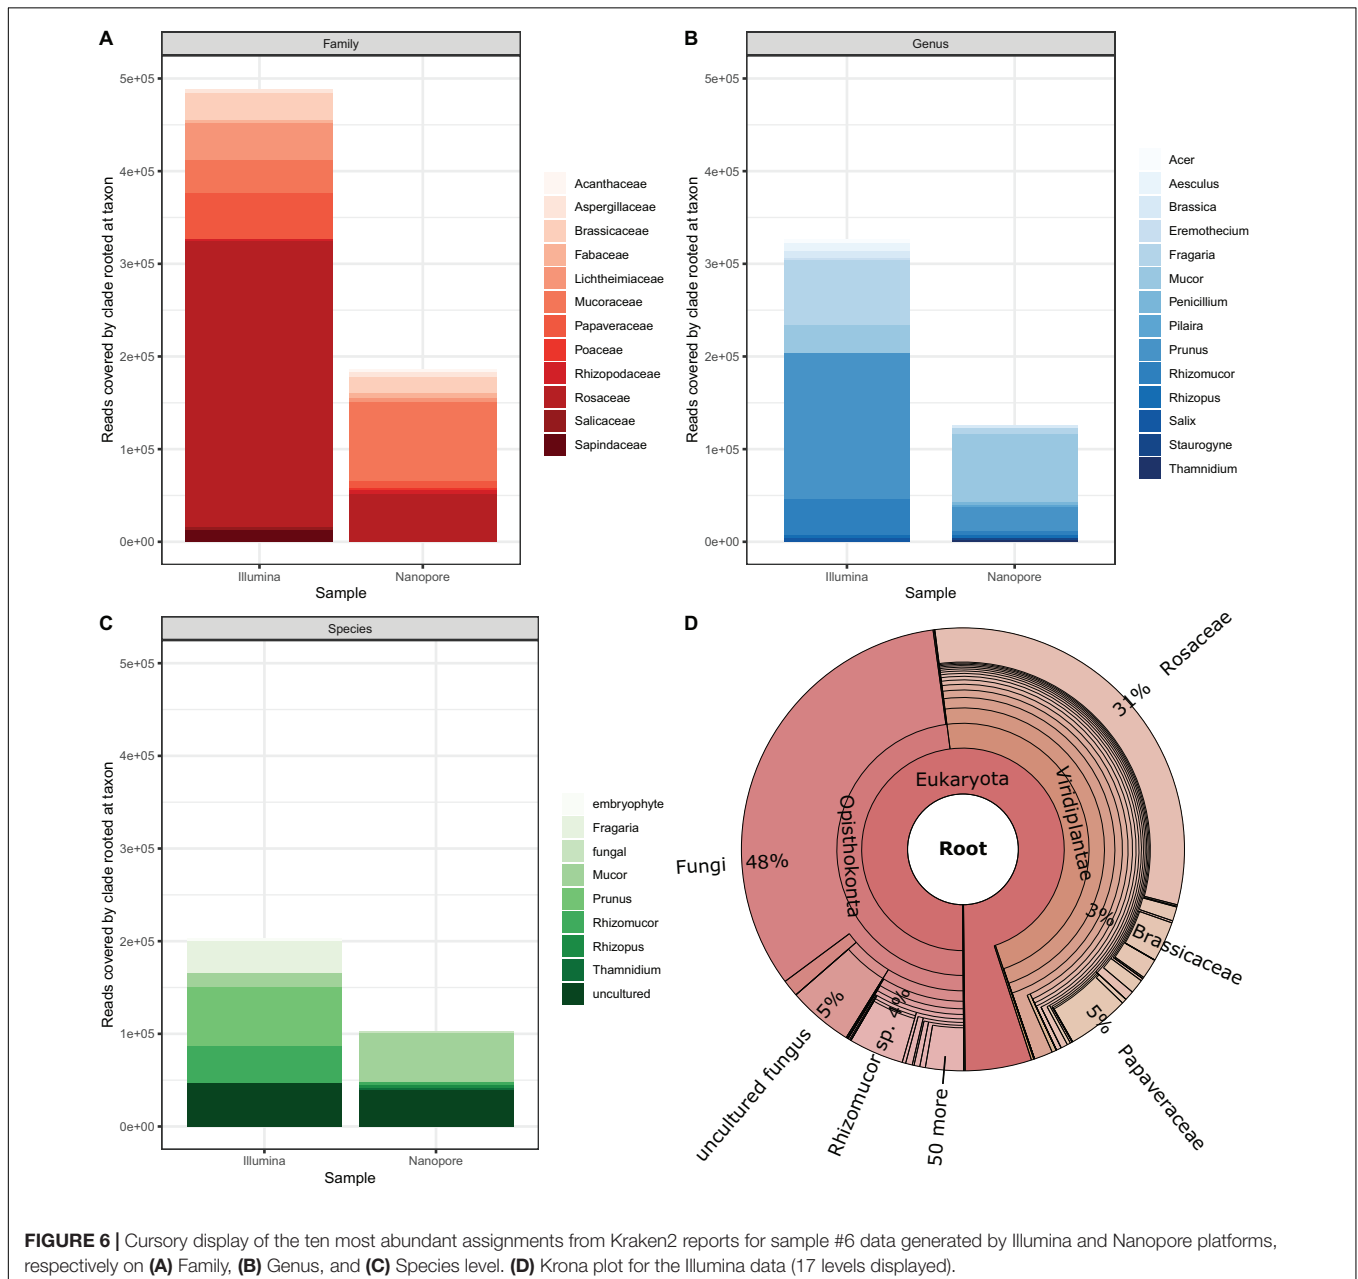 A
Family
5e+05
4e+05
3e+05
2e+05
1e+05
0e+00
Reads covered by clade rooted at taxon
Illumina
Nanopore
Sample
Acanthaceae
Aspergillaceae
Brassicaceae
Fabaceae
Lichtheimiaceae
Mucoraceae
Papaveraceae
Poaceae
Rhizopodaceae
Rosaceae
Salicaceae
Sapindaceae
B
Genus
5e+05
4e+05
3e+05
2e+05
1e+05
0e+00
Reads covered by clade rooted at taxon
Illumina
Nanopore
Sample
Acer
Aesculus
Brassica
Eremothecium
Fragaria
Mucor
Penicillium
Pilaira
Prunus
Rhizomucor
Rhizopus
Salix
Staurogyne
Thamnidium
C
Species
5e+05
4e+05
3e+05
2e+05
1e+05
0e+00
Reads covered by clade rooted at taxon
Illumina
Nanopore
Sample
embryophyte
Fragaria
fungal
Mucor
Prunus
Rhizomucor
Rhizopus
Thamnidium
uncultured
D
Root
Eukaryota
Opisthokonta
Viridiplantae
Fungi 48%
31% Rosaceae
3% Brassicaceae
5% Papaveraceae
5% uncultured fungus
Rhizomucor sp. 4%
50 more
FIGURE 6 | Cursory display of the ten most abundant assignments from Kraken2 reports for sample #6 data generated by Illumina and Nanopore platforms,
respectively on (A) Family, (B) Genus, and (C) Species level. (D) Krona plot for the Illumina data (17 levels displayed).